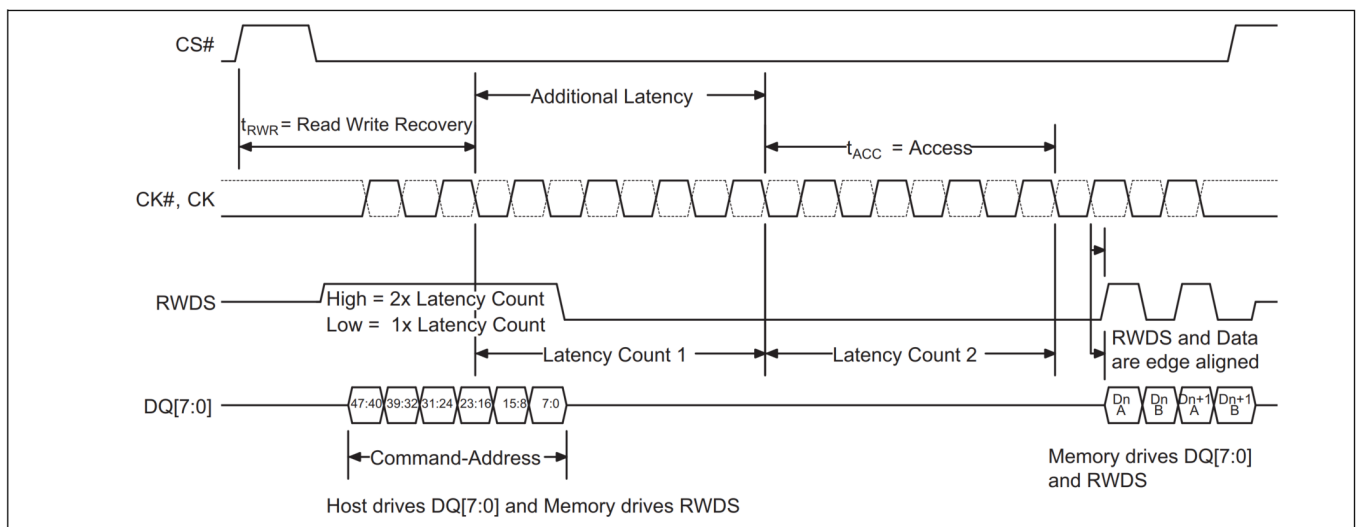 CS#
Additional Latency
tRWR = Read Write Recovery
tACC = Access
CK#, CK
RWDS
High = 2x Latency Count
Low = 1x Latency Count
RWDS and Data
are edge aligned
Latency Count 1
Latency Count 2
DQ[7:0]
47:40 39:32 31:24 23:16 15:8 7:0
Dn A
Dn B
Dn+1 A
Dn+1 B
Command-Address
Memory drives DQ[7:0]
and RWDS
Host drives DQ[7:0] and Memory drives RWDS